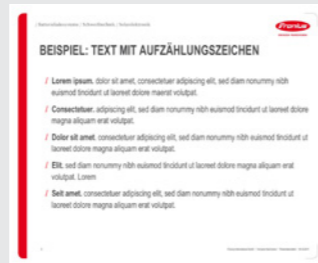 Fronius
BEISPIEL: TEXT MIT AUFZÄHLUNGSZEICHEN
/ Lorem ipsum. dolor sit amet, consectetuer adipiscing elit, sed diam nonummy nibh
euismod tincidunt ut laoreet dolore maerat volutpat.
/ Consectetuer. adipiscing elit, sed diam nonummy nibh euismod tincidunt ut laoreet dolore
magna aliquam erat volutpat.
/ Dolor sit amet. consectetuer adipiscing elit, sed diam nonummy nibh euismod tincidunt ut
laoreet dolore magna aliquam erat volutpat.
/ Elit. sed diam nonummy nibh euismod tincidunt ut laoreet dolore magna aliquam erat
volutpat. Lorem
/ Seit amet. consectetuer adipiscing elit, sed diam nonummy nibh euismod tincidunt ut
laoreet dolore magna aliquam erat volutpat.